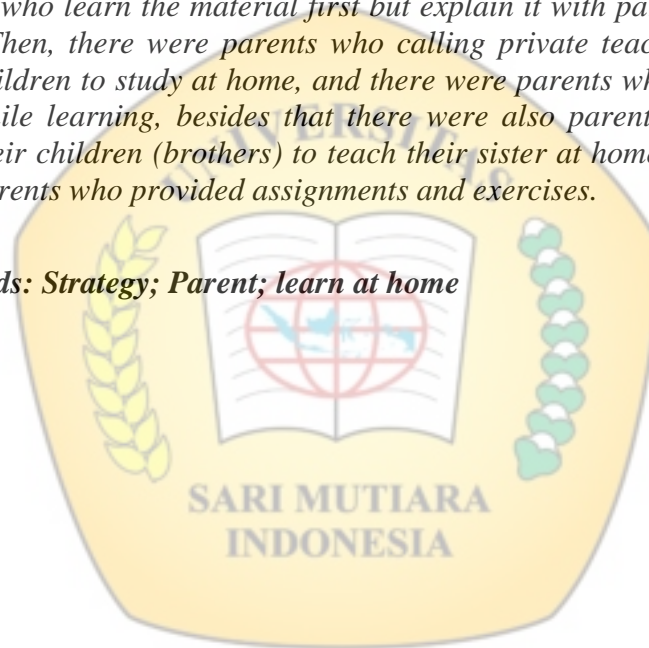 who learn the material first but explain it with pa
Then, there were parents who calling private teac
ildren to study at home, and there were parents wh
ile learning, besides that there were also parent
eir children (brothers) to teach their sister at home
rents who provided assignments and exercises.
ds: Strategy; Parent; learn at home
UNIVERSITAS
SARI MUTIARA
INDONESIA